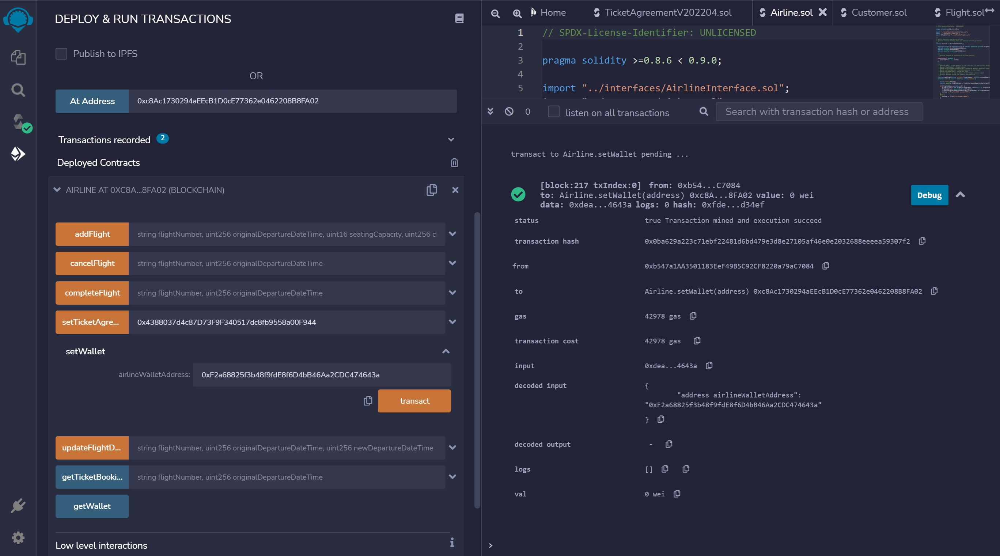 DEPLOY & RUN TRANSACTIONS
Publish to IPFS
OR
At Address 0xc8Ac1730294aEEcB1D0cE77362e0462208B8FA02
Transactions recorded 2
Deployed Contracts
AIRLINE AT 0XC8A...8FA02 (BLOCKCHAIN)
addFlight string flightNumber, uint256 originalDepartureDateTime, uint16 seatingCapacity, uint256
cancelFlight string flightNumber, uint256 originalDepartureDateTime
completeFlight string flightNumber, uint256 originalDepartureDateTime
setTicketAgre... 0x4388037d4c87D73F9F340517dc8fb9558a00F944
setWallet
airlineWalletAddress: 0xF2a68825f3b48f9fdE8f6D4bB46Aa2CDC474643a
transact
updateFlightD... string flightNumber, uint256 originalDepartureDateTime, uint256 newDepartureDateTime
getTicketBooki... string flightNumber, uint256 originalDepartureDateTime
getWallet
Low level interactions
Home TicketAgreementV202204.sol Airline.sol Customer.sol Flight.sol
1 // SPDX-License-Identifier: UNLICENSED
2
3 pragma solidity >=0.8.6 < 0.9.0;
4
5 import "../interfaces/AirlineInterface.sol";
0 listen on all transactions Search with transaction hash or address
transact to Airline.setWallet pending ...
[block:217 txIndex:0] from: 0xb54...C7084
to: Airline.setWallet(address) 0xc8A...8FA02 value: 0 wei
data: 0xdea...4643a logs: 0 hash: 0xfde...d34ef
Debug
status true Transaction mined and execution succeed
transaction hash 0x0ba629a223c71ebf22481d6bd479e3d8e27105af46e0e2032688eeeea59307f2
from 0xb547a1AA3501183EeF49B5C92CF8220a79aC7084
to Airline.setWallet(address) 0xc8Ac1730294aEEcB1D0cE77362e0462208B8FA02
gas 42978 gas
transaction cost 42978 gas
input 0xdea...4643a
decoded input {
"address airlineWalletAddress":
"0xF2a68825f3b48f9fdE8f6D4bB46Aa2CDC474643a"
}
decoded output -
logs []
val 0 wei
>